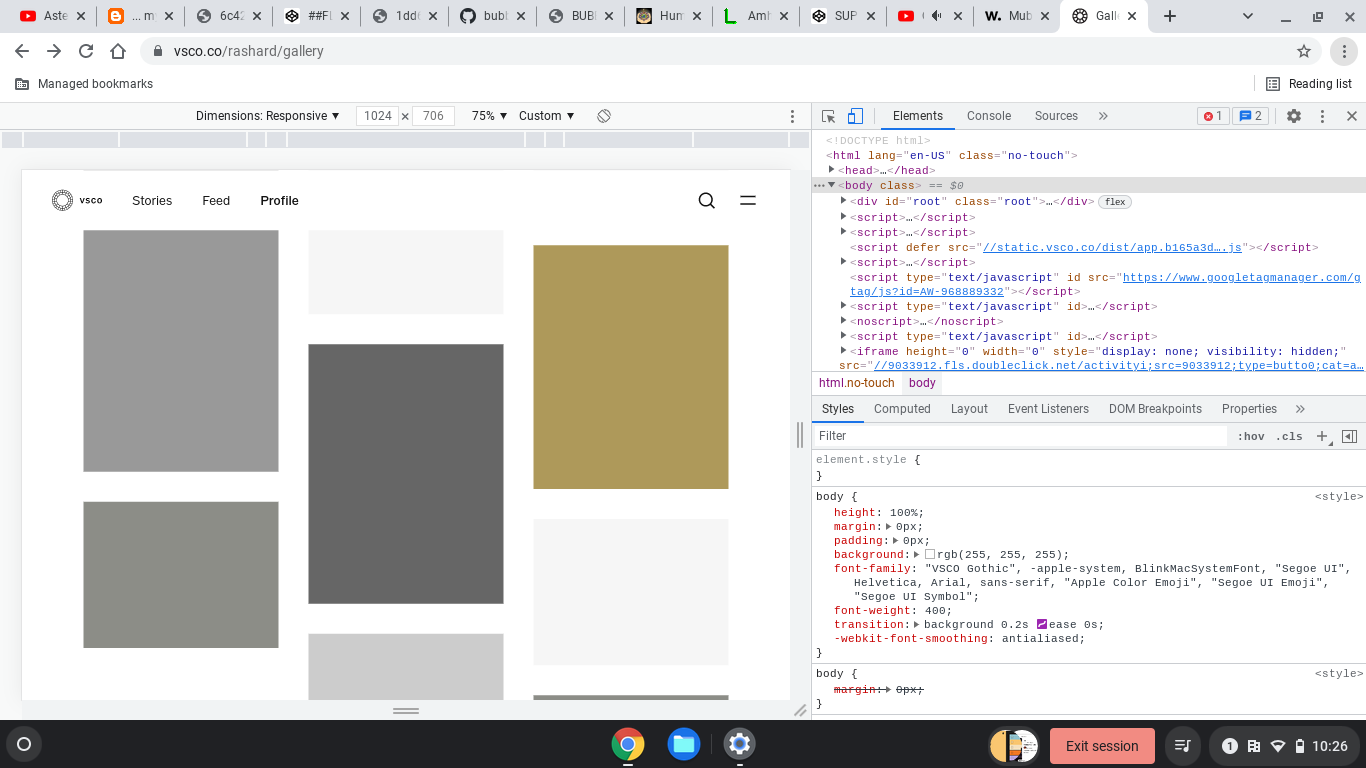 Aste
... m
6c42
##FL
1dd6
bubb
BUBB
Hum
Amh
SUP
Mub
Galle
vsco.co/rashard/gallery
Managed bookmarks
Reading list
Dimensions: Responsive 1024 × 706 75% Custom
Elements Console Sources 1 2
<!DOCTYPE html>
<html lang="en-US" class="no-touch">
<head>…</head>
<body class> == $0
<div id="root" class="root">…</div> flex
<script>…</script>
<script>…</script>
<script defer src="//static.vsco.co/dist/app.b165a3d….js"></script>
<script>…</script>
<script type="text/javascript" id src="https://www.googletagmanager.com/g
tag/js?id=AW-968889332"></script>
<script type="text/javascript" id>…</script>
<noscript>…</noscript>
<script type="text/javascript" id>…</script>
<iframe height="0" width="0" style="display: none; visibility: hidden;"
src="//9033912.fls.doubleclick.net/activityi;src=9033912;type=butto0;cat=a…
html.no-touch body
vsco Stories Feed Profile
Styles Computed Layout Event Listeners DOM Breakpoints Properties
Filter :hov .cls
element.style {
}
body { <style>
height: 100%;
margin: 0px;
padding: 0px;
background: rgb(255, 255, 255);
font-family: "VSCO Gothic", -apple-system, BlinkMacSystemFont, "Segoe UI",
Helvetica, Arial, sans-serif, "Apple Color Emoji", "Segoe UI Emoji",
"Segoe UI Symbol";
font-weight: 400;
transition: background 0.2s ease 0s;
-webkit-font-smoothing: antialiased;
}
body { <style>
margin: 0px;
}
Exit session
1
10:26